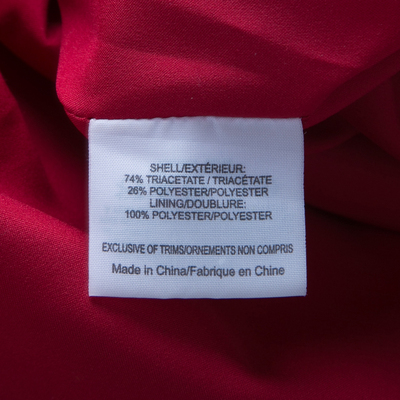 SHELL/EXTÉRIEUR:
74% TRIACETATE / TRIACÉTATE
26% POLYESTER/POLYESTER
LINING/DOUBLURE:
100% POLYESTER/POLYESTER
EXCLUSIVE OF TRIMS/ORNEMENTS NON COMPRIS
Made in China/Fabrique en Chine